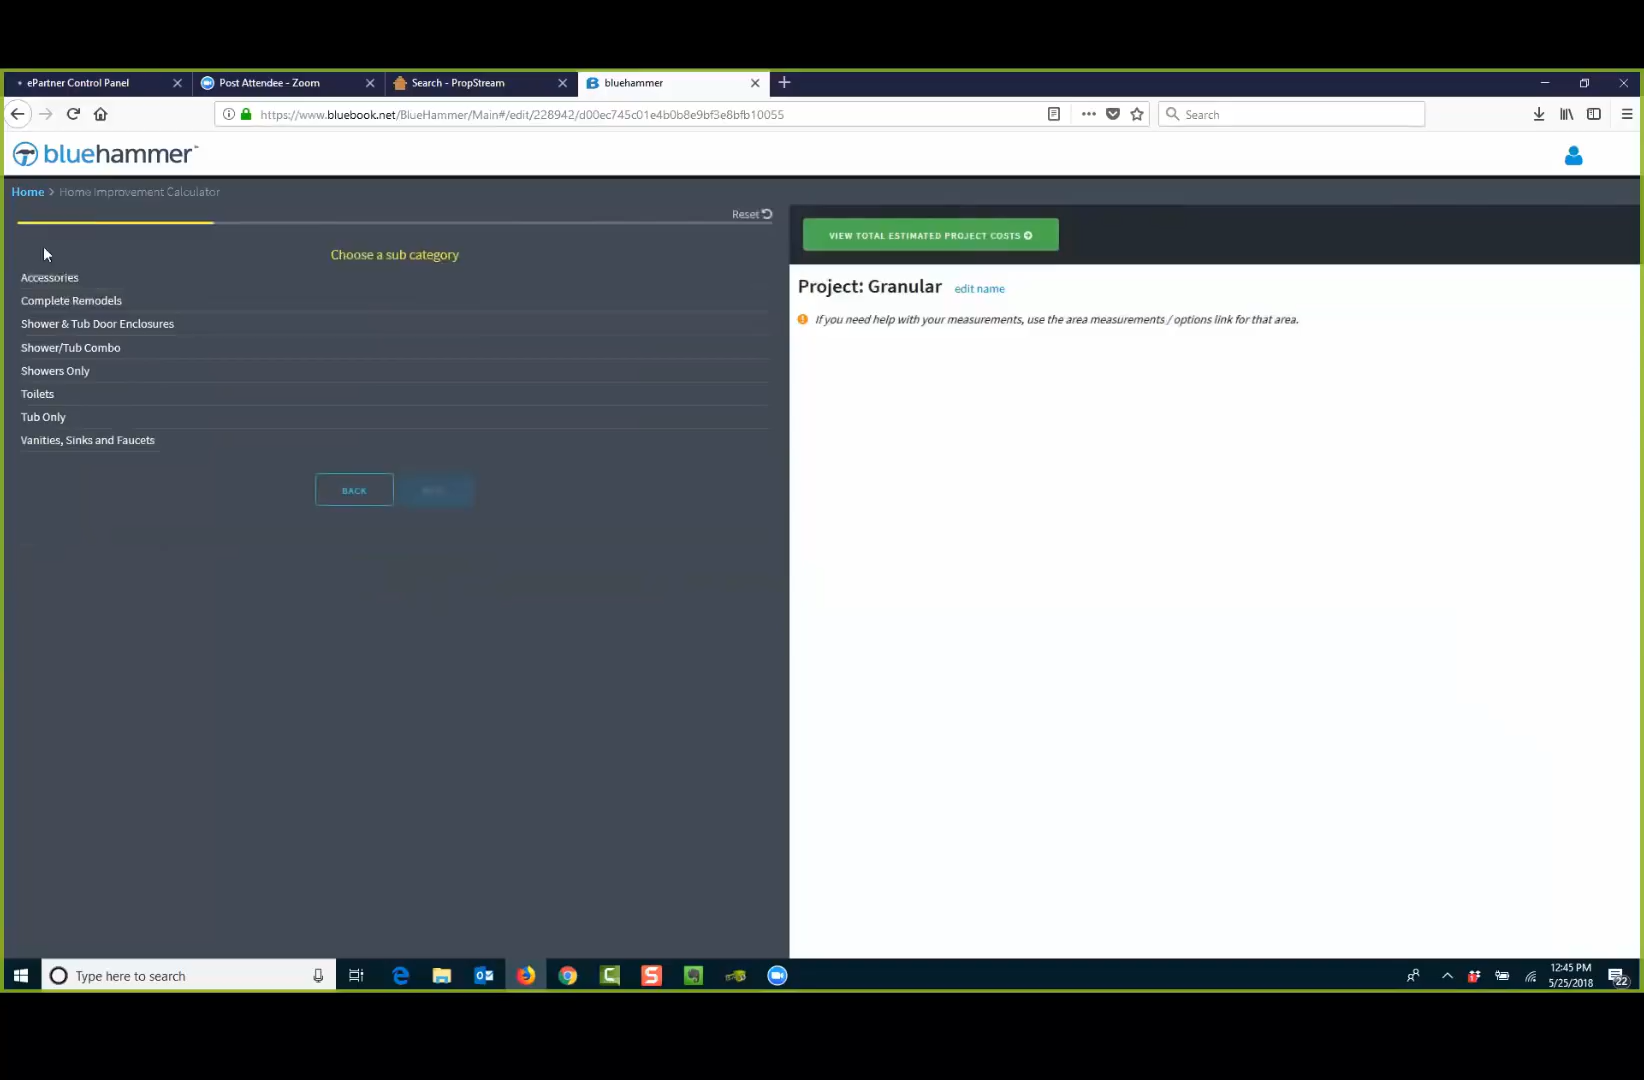 ePartner Control Panel
Post Attendee - Zoom
Search - PropStream
bluehammer
https://www.bluebook.net/BlueHammer/Main#/edit/228942/d00ec745c01e4b0b8e9bf3e8bfb10055
Search
bluehammer™
Home > Home Improvement Calculator
Reset
VIEW TOTAL ESTIMATED PROJECT COSTS
Choose a sub category
Accessories
Complete Remodels
Shower & Tub Door Enclosures
Shower/Tub Combo
Showers Only
Toilets
Tub Only
Vanities, Sinks and Faucets
BACK
Project: Granular edit name
If you need help with your measurements, use the area measurements / options link for that area.
Type here to search
12:45 PM
5/25/2018
22